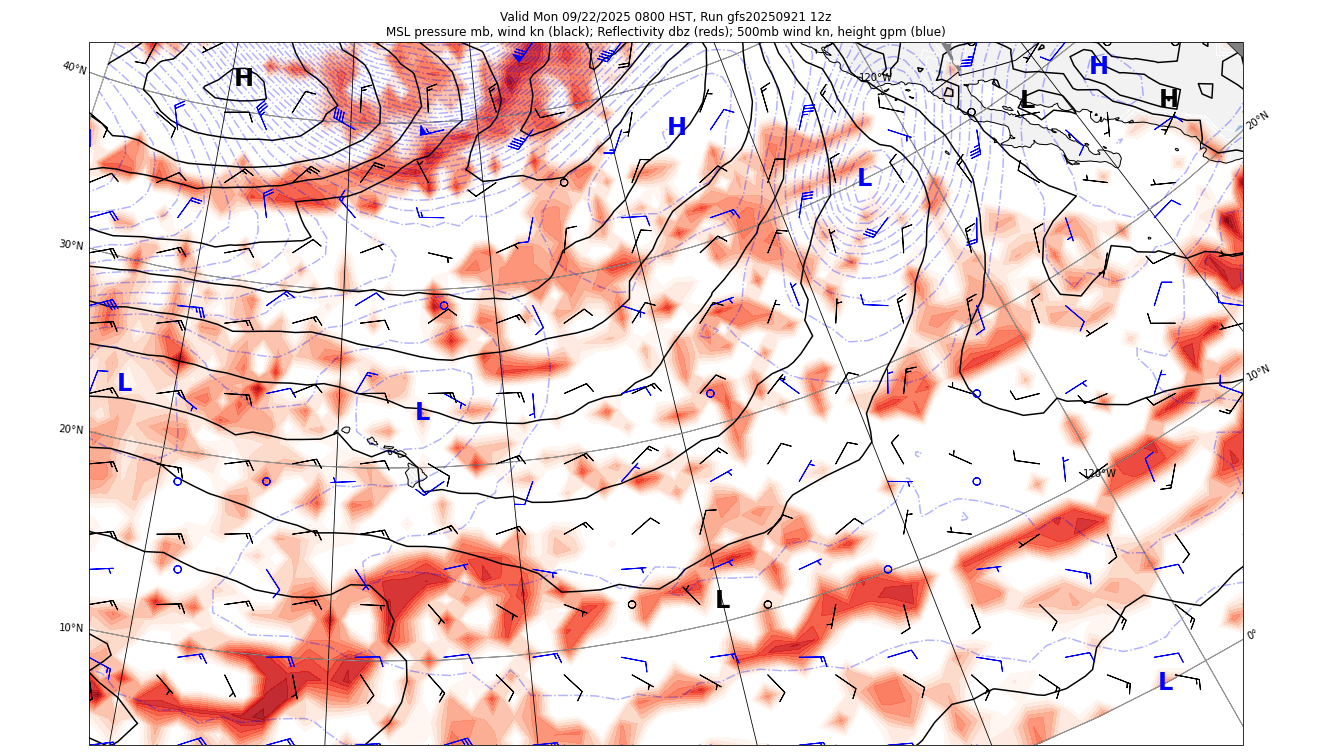 Valid Mon 09/22/2025 0800 HST, Run gfs20250921 12z
MSL pressure mb, wind kn (black); Reflectivity dbz (reds); 500mb wind kn, height gpm (blue)
40°N
H
120°W
H
L
H
20°N
H
L
30°N
L
L
10°N
20°N
120°W
L
10°N
0°
L